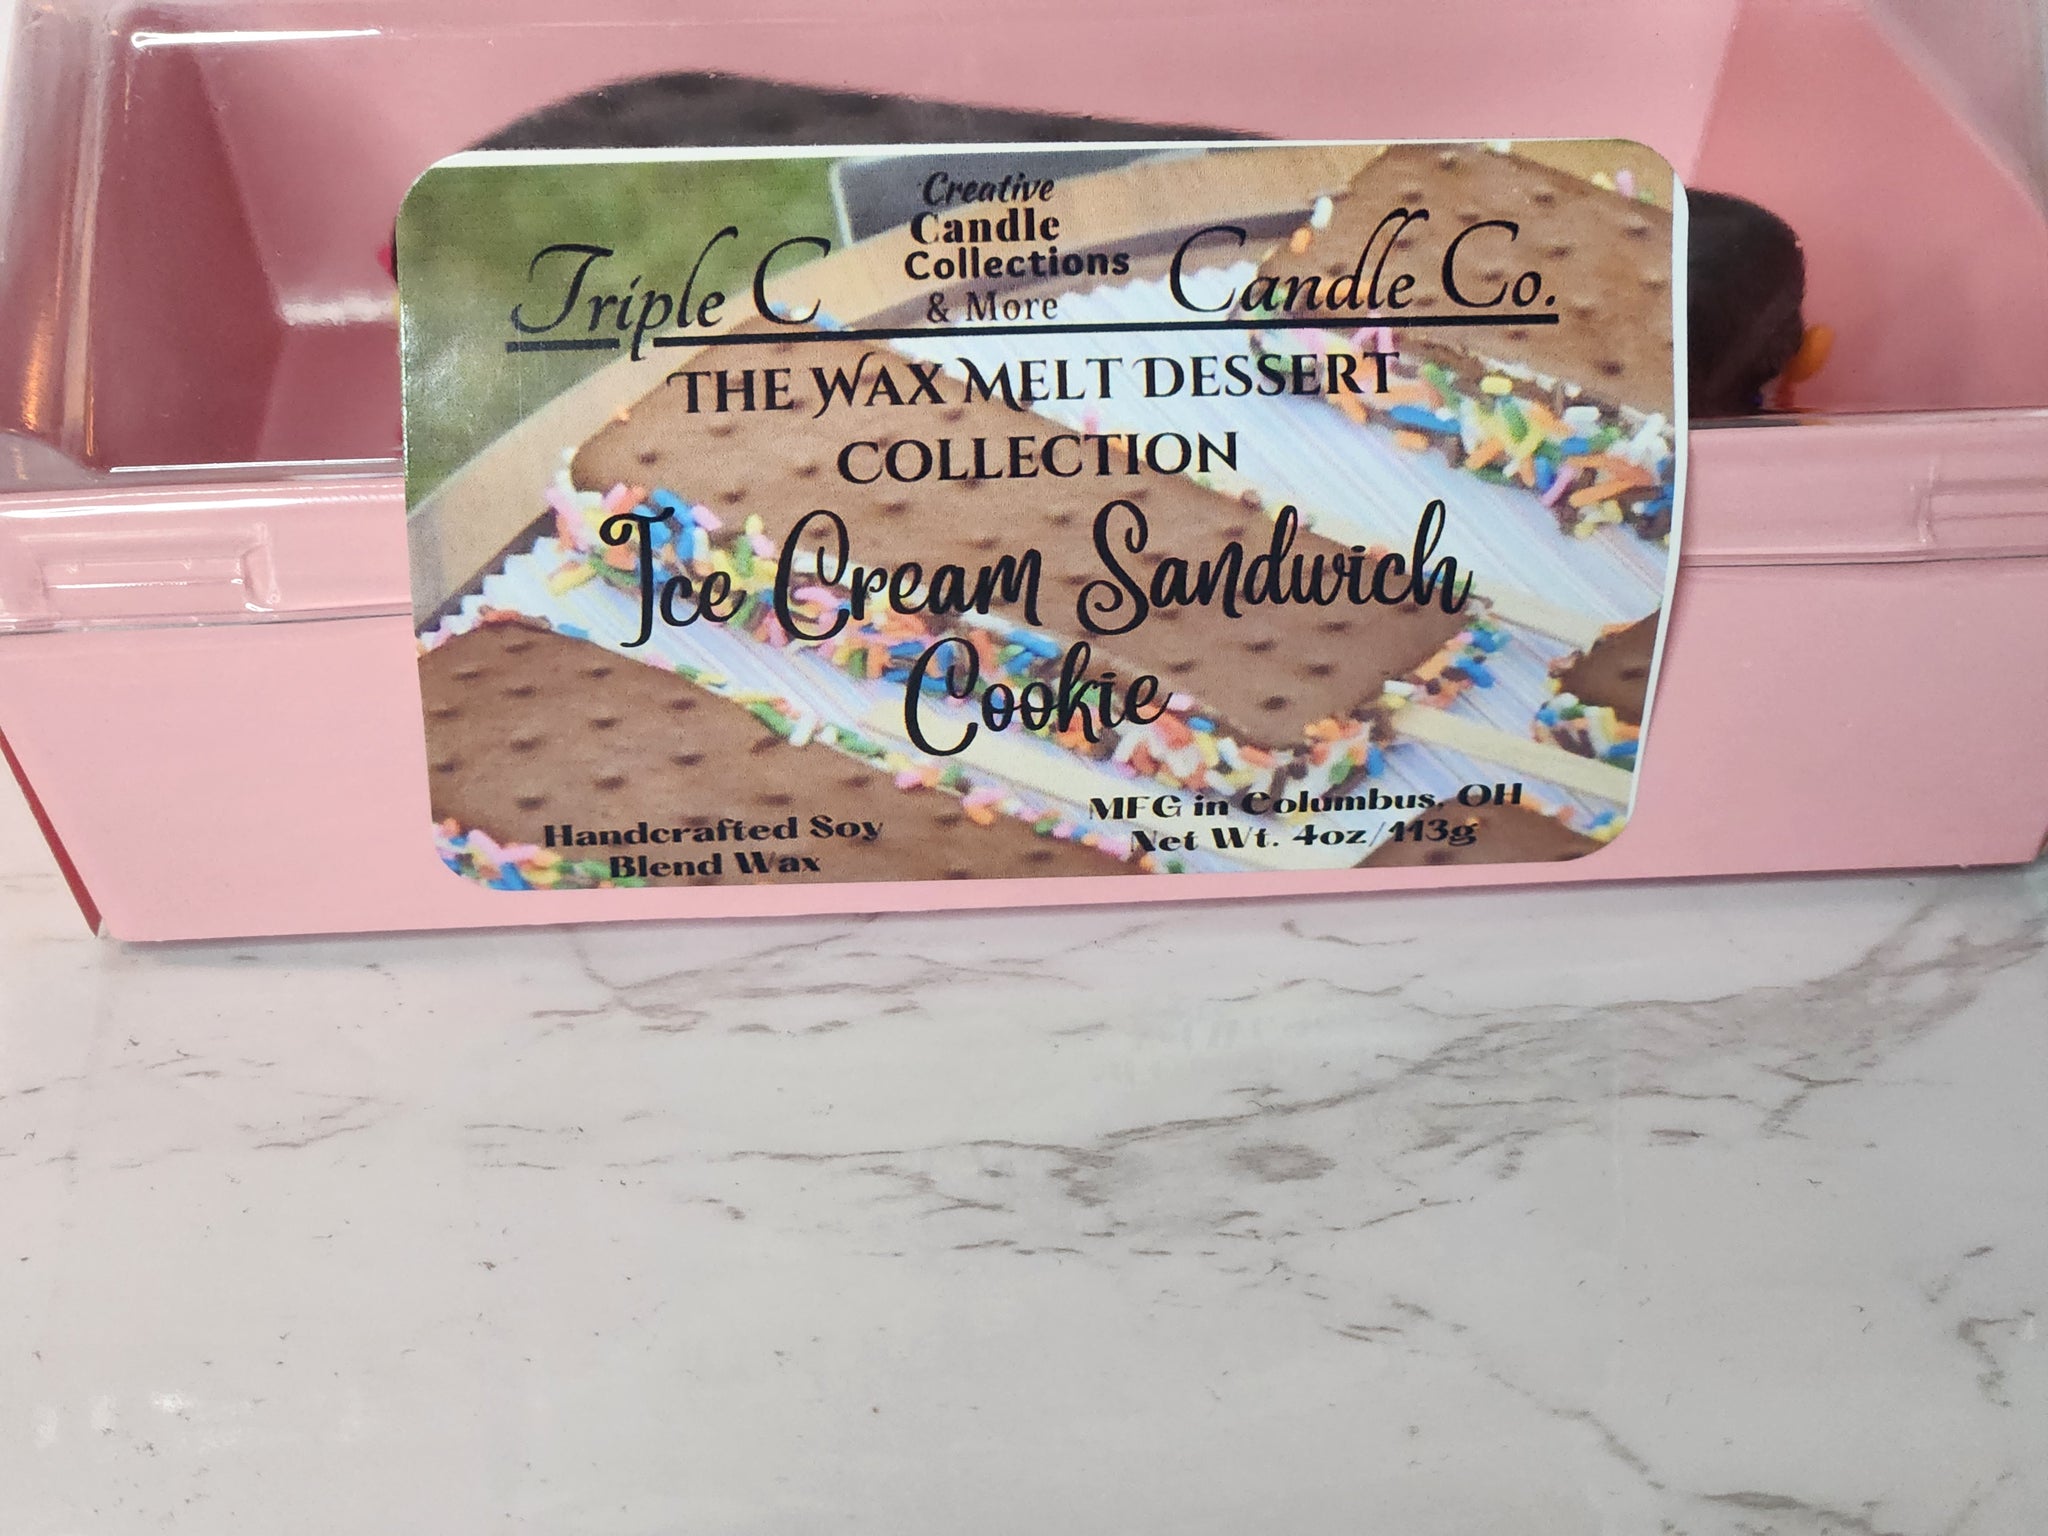 Creative
Candle
Collections
& More
Triple C Candle Co.
THE WAX MELT DESSERT
COLLECTION
Ice Cream Sandwich
Cookie
Handcrafted Soy
Blend Wax
MFG in Columbus, OH
Net Wt. 4oz/113g